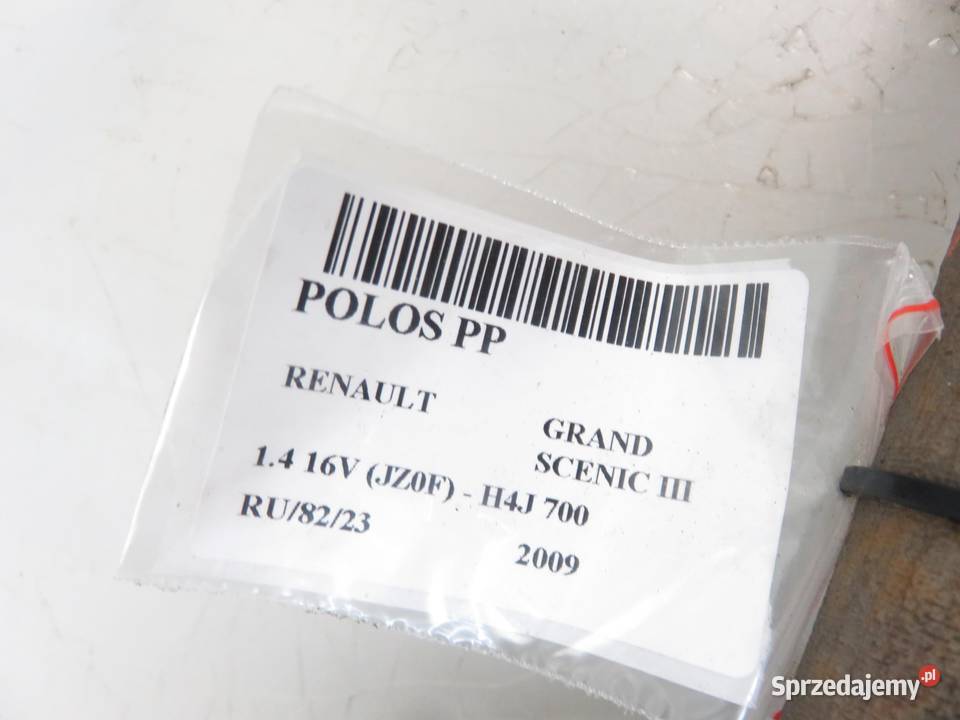 POLOS PP
RENAULT
GRAND
SCENIC III
1.4 16V (JZ0F) - H4J 700
RU/82/23
2009
Sprzedajemy.pl